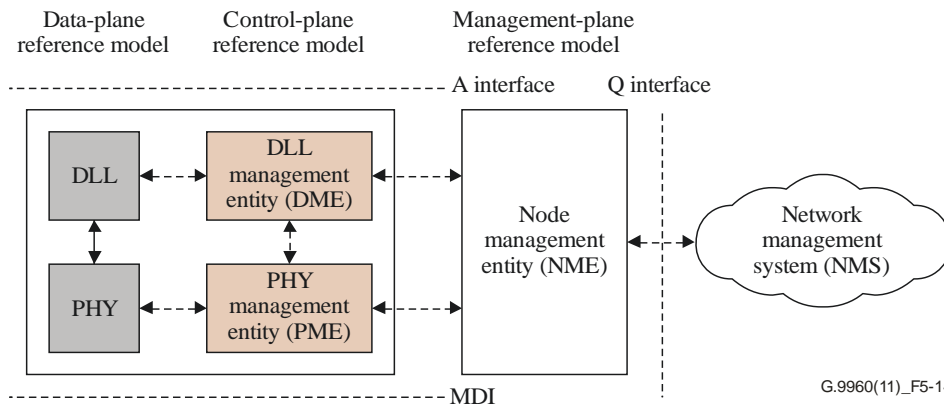 Data-plane
reference model
Control-plane
reference model
Management-plane
reference model
A interface
Q interface
DLL
DLL
management
entity (DME)
Node
management
entity (NME)
Network
management
system (NMS)
PHY
PHY
management
entity (PME)
MDI